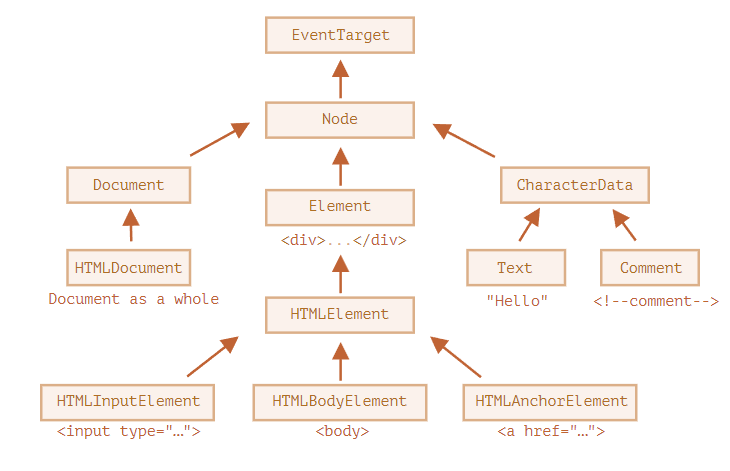 EventTarget
Node
Document
Element
CharacterData
<div>...</div>
HTMLDocument
Text
Comment
Document as a whole
"Hello"
<!--comment-->
HTMLElement
HTMLInputElement
HTMLBodyElement
HTMLAnchorElement
<input type="…">
<body>
<a href="…">